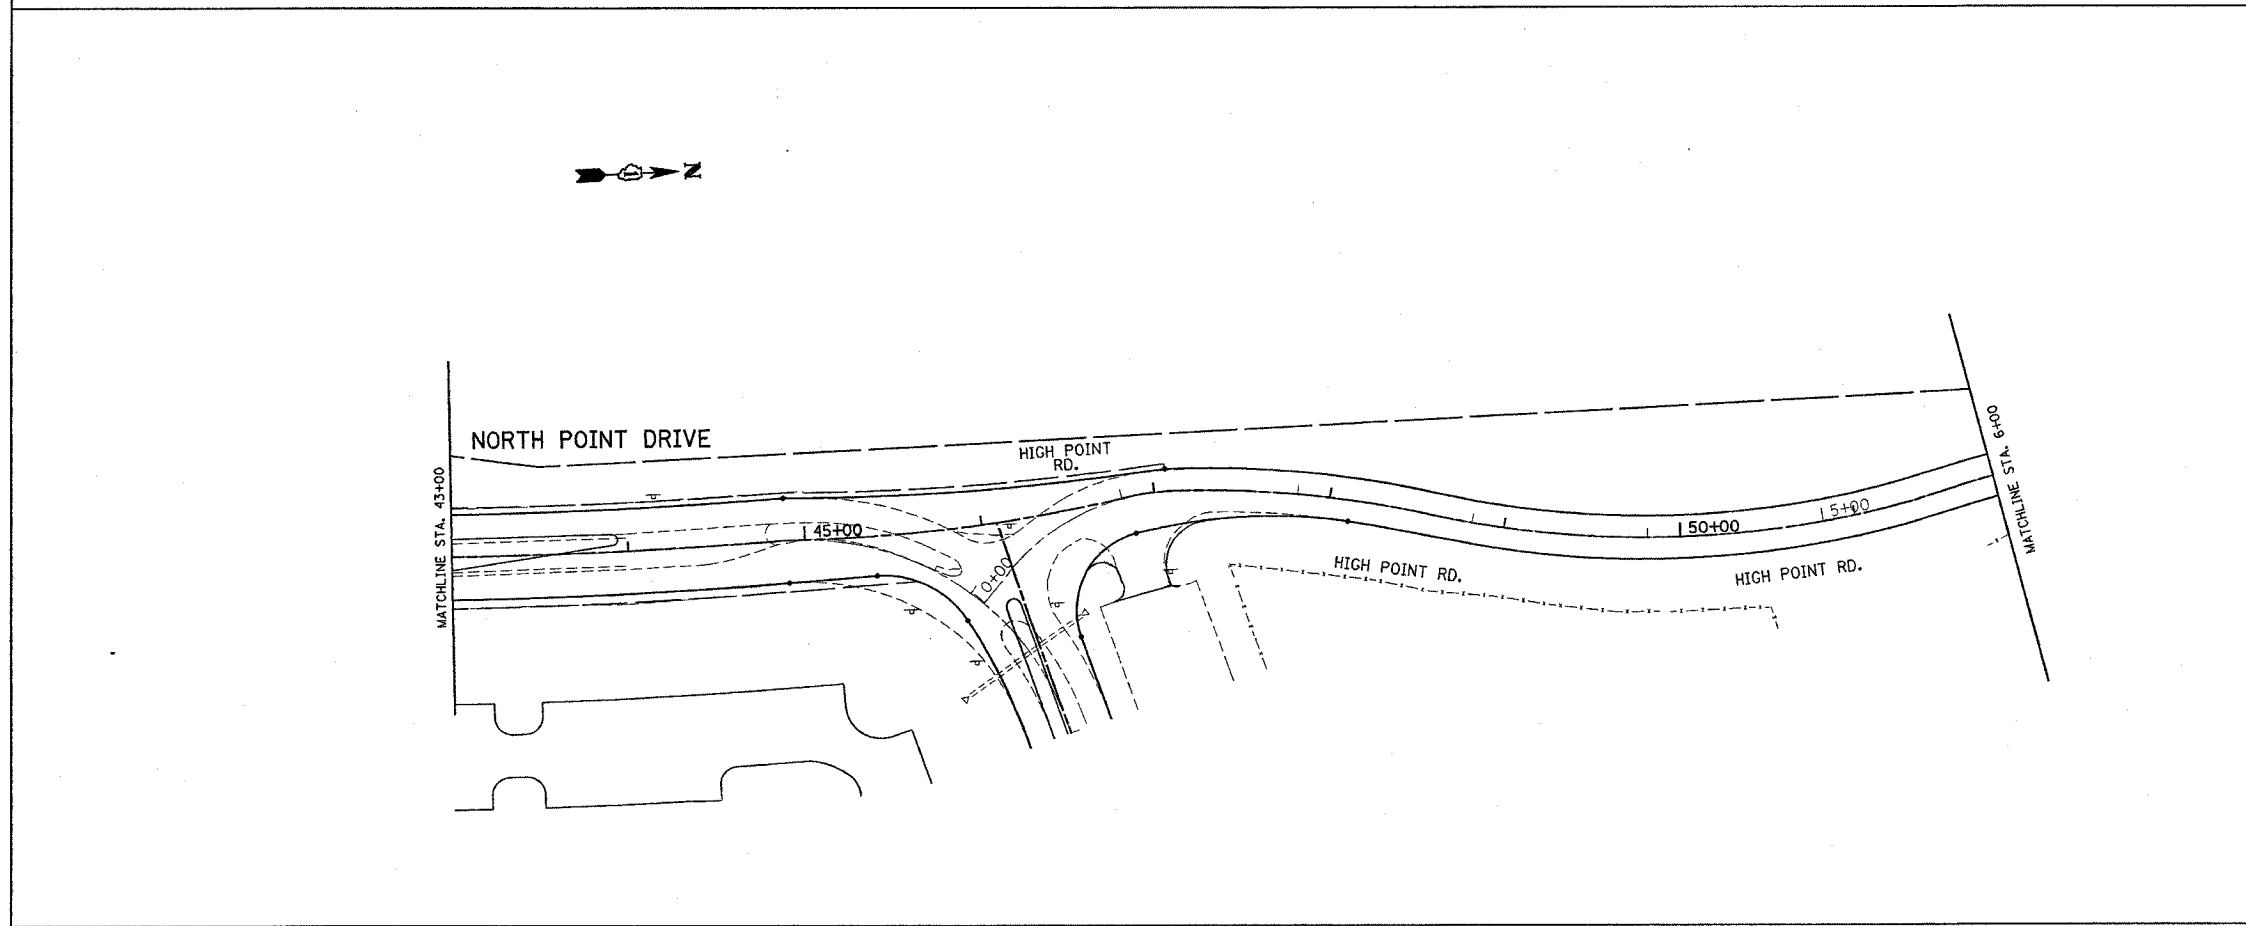 N
NORTH POINT DRIVE
HIGH POINT
RD.
MATCHLINE STA. 43+00
45+00
0+00
50+00
5+00
HIGH POINT RD.
HIGH POINT RD.
MATCHLINE STA. 6+00